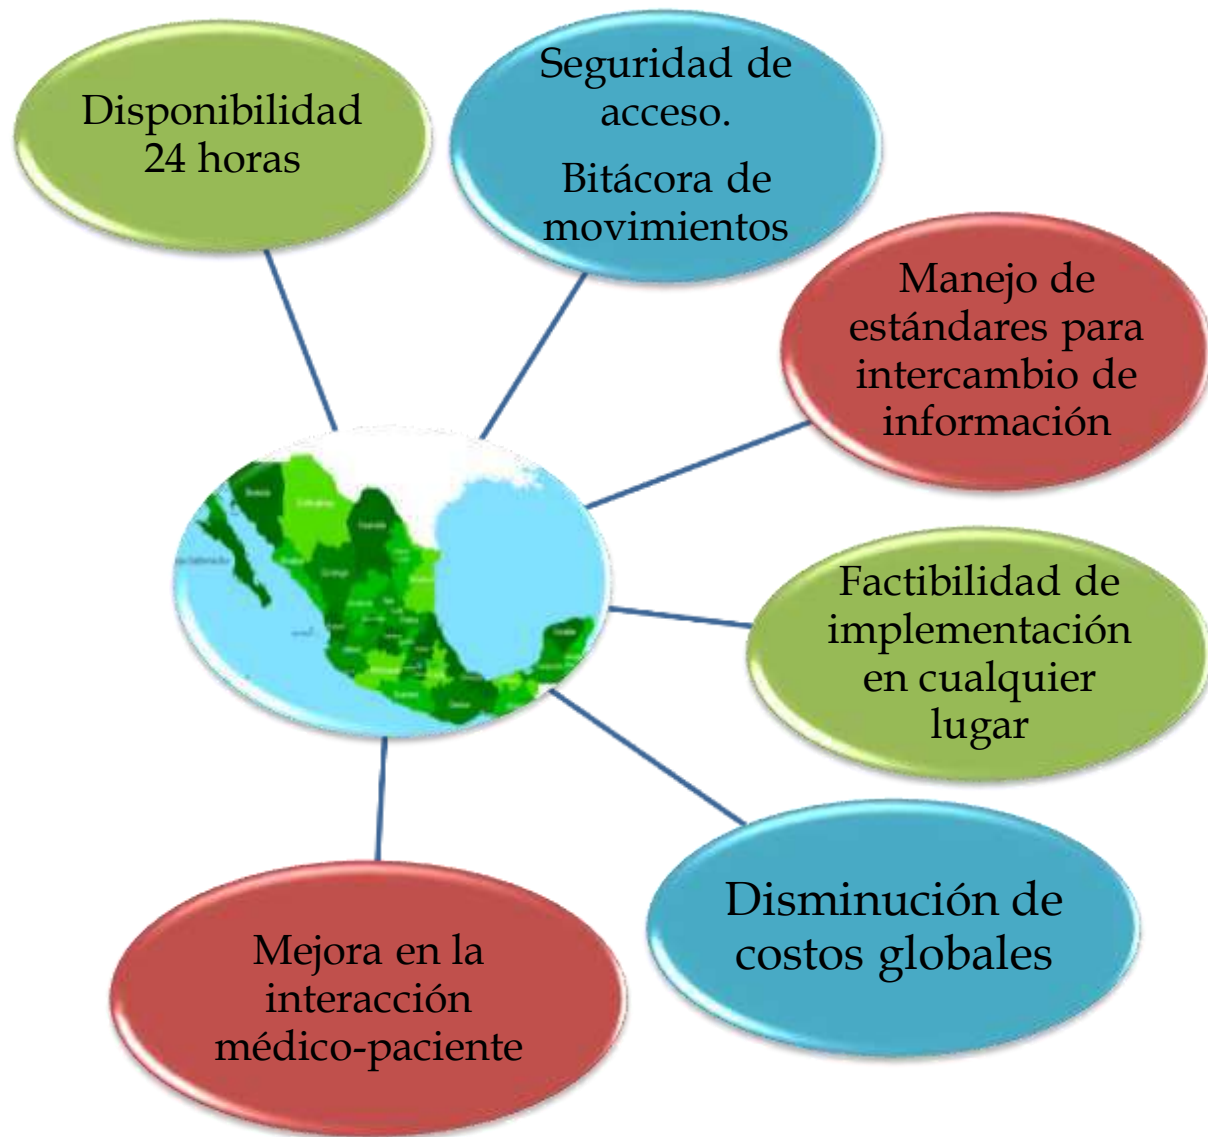 Disponibilidad
24 horas
Seguridad de
acceso.
Bitácora de
movimientos
Manejo de
estándares para
intercambio de
información
Factibilidad de
implementación
en cualquier
lugar
Disminución de
costos globales
Mejora en la
interacción
médico-paciente